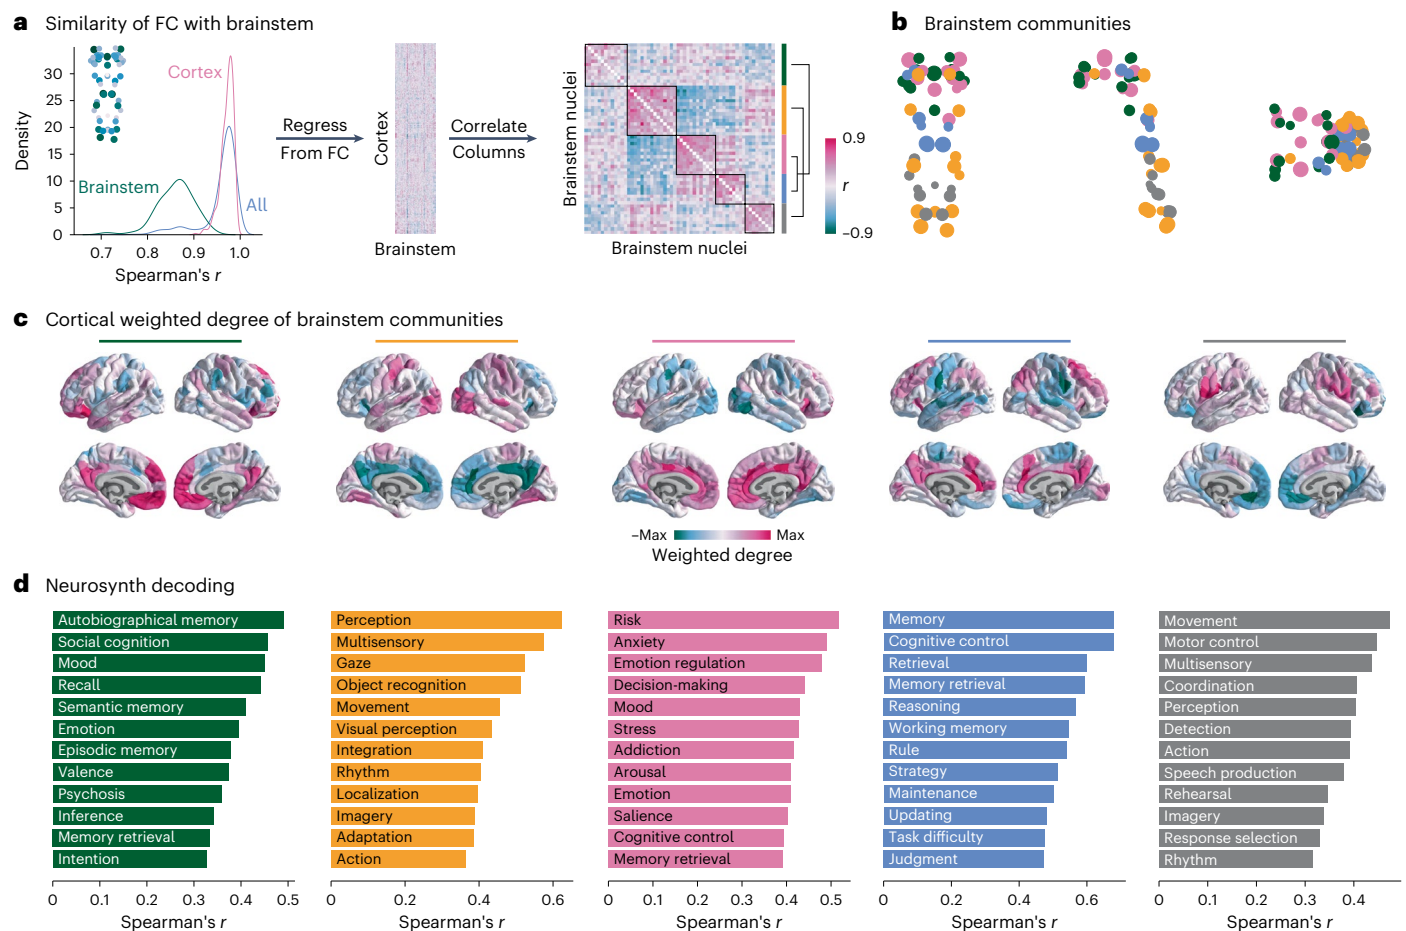 a Similarity of FC with brainstem
Density
30
25
20
15
10
5
0
Cortex
Brainstem
All
0.7 0.8 0.9 1.0
Spearman's r
Regress
From FC
Cortex
Brainstem
Correlate
Columns
Brainstem nuclei
Brainstem nuclei
0.9
r
–0.9
b Brainstem communities
c Cortical weighted degree of brainstem communities
–Max Max
Weighted degree
d Neurosynth decoding
Autobiographical memory
Social cognition
Mood
Recall
Semantic memory
Emotion
Episodic memory
Valence
Psychosis
Inference
Memory retrieval
Intention
0 0.1 0.2 0.3 0.4 0.5
Spearman's r
Perception
Multisensory
Gaze
Object recognition
Movement
Visual perception
Integration
Rhythm
Localization
Imagery
Adaptation
Action
0 0.2 0.4 0.6
Spearman's r
Risk
Anxiety
Emotion regulation
Decision-making
Mood
Stress
Addiction
Arousal
Emotion
Salience
Cognitive control
Memory retrieval
0 0.1 0.2 0.3 0.4 0.5
Spearman's r
Memory
Cognitive control
Retrieval
Memory retrieval
Reasoning
Working memory
Rule
Strategy
Maintenance
Updating
Task difficulty
Judgment
0 0.2 0.4 0.6
Spearman's r
Movement
Motor control
Multisensory
Coordination
Perception
Detection
Action
Speech production
Rehearsal
Imagery
Response selection
Rhythm
0 0.1 0.2 0.3 0.4
Spearman's r